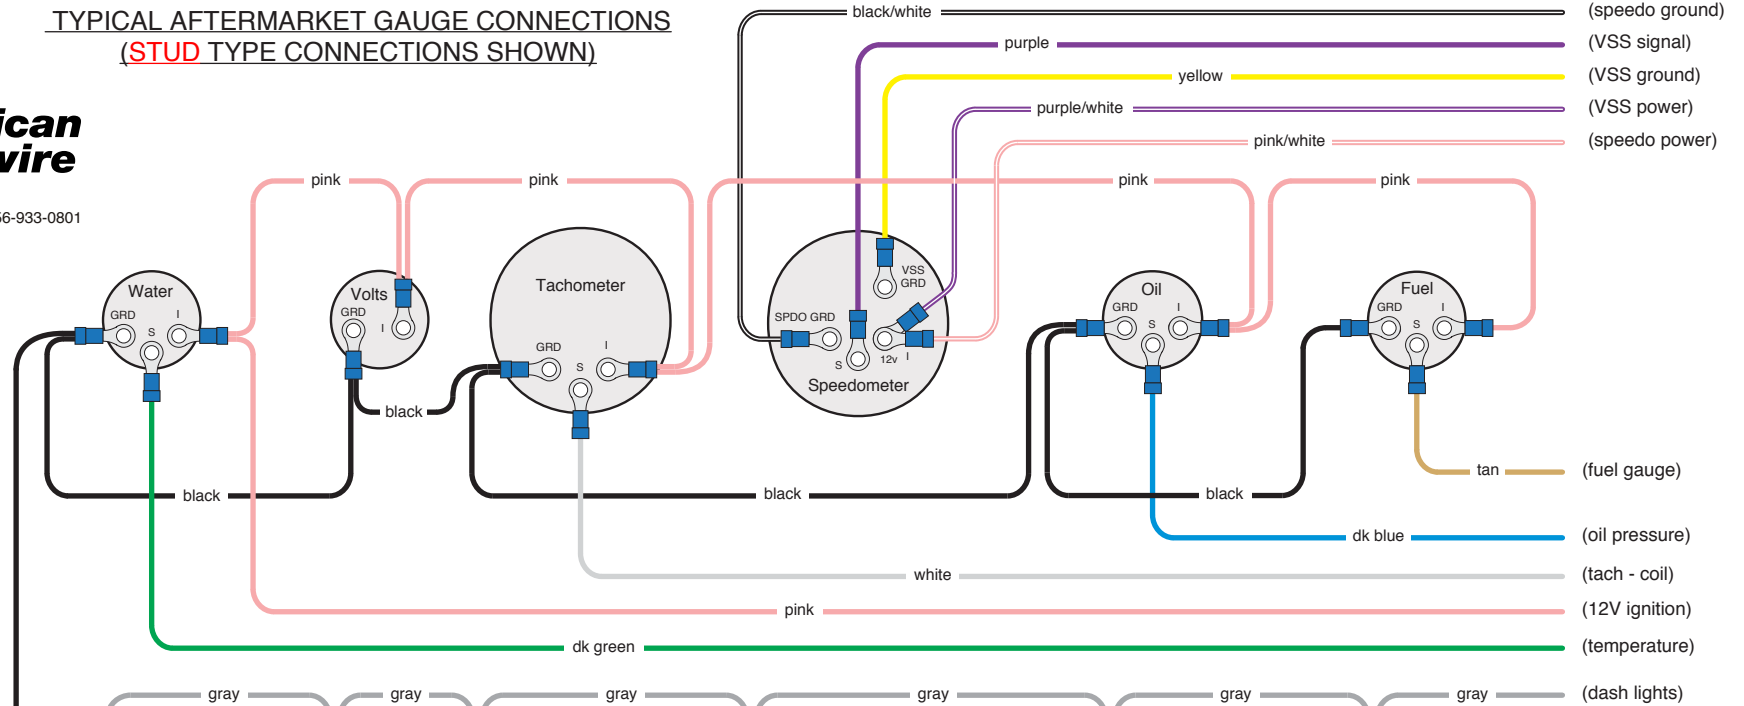 TYPICAL AFTERMARKET GAUGE CONNECTIONS
(STUD TYPE CONNECTIONS SHOWN)
ican
wire
56-933-0801
black/white
(speedo ground)
purple
(VSS signal)
yellow
(VSS ground)
purple/white
(VSS power)
pink/white
(speedo power)
pink
pink
pink
pink
Water
GRD
S
I
Volts
GRD
I
Tachometer
GRD
S
I
VSS
GRD
SPDO GRD
S
12v
I
Speedometer
Oil
GRD
S
I
Fuel
GRD
S
I
black
black
black
black
tan
(fuel gauge)
dk blue
(oil pressure)
white
(tach - coil)
pink
(12V ignition)
dk green
(temperature)
gray
gray
gray
gray
gray
gray
(dash lights)